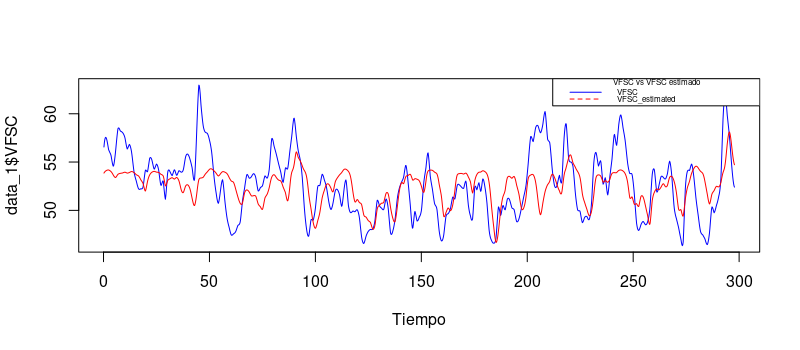 VFSC vs VFSC estimado
VFSC
VFSC_estimated
data_1$VFSC
60
55
50
0 50 100 150 200 250 300
Tiempo